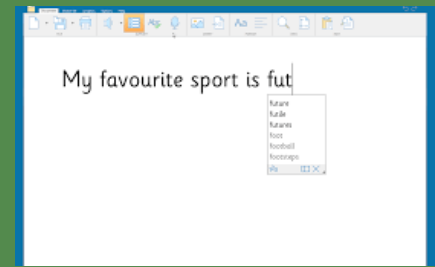 My favourite sport is fut
future
futile
futures
foot
football
footsteps